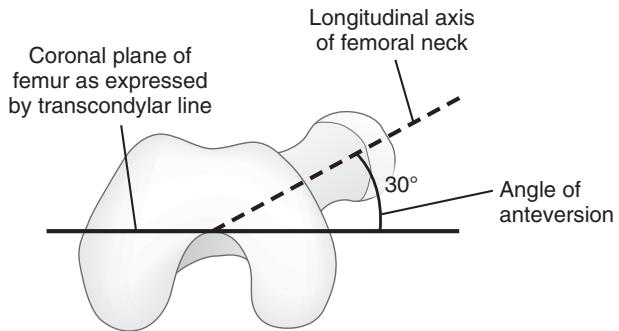 Longitudinal axis
of femoral neck
Coronal plane of
femur as expressed
by transcondylar line
30°
Angle of
anteversion